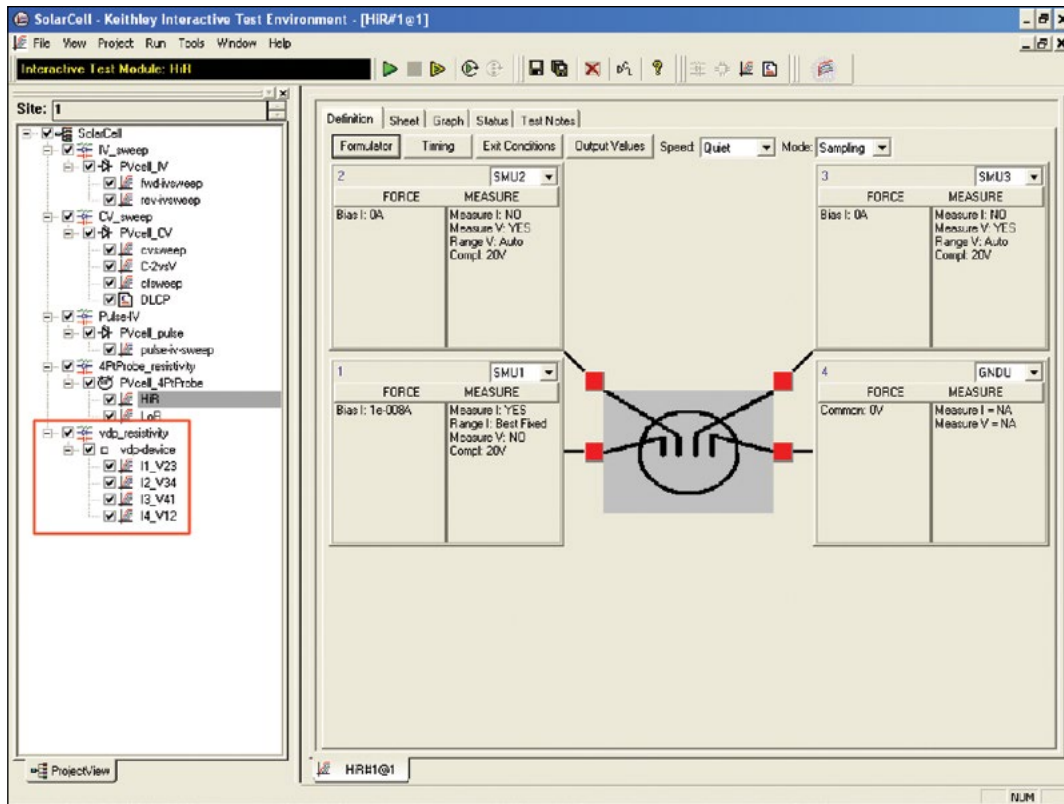 SolarCell - Keithley Interactive Test Environment - [HiR#1@1]
File View Project Run Tools Window Help
Interactive Test Module: HiR
Site: 1
SolarCell
IV_sweep
PVcell_IV
fwd-ivsweep
rev-ivsweep
CV_sweep
PVcell_CV
cvsweep
C-2vsV
cfsweep
DLCP
Pulse-IV
PVcell_pulse
pulse-iv-sweep
4PtProbe_resistivity
PVcell_4PtProbe
HiR
LoR
vdp_resistivity
vdp-device
I1_V23
I2_V34
I3_V41
I4_V12
ProjectView
Definition Sheet Graph Status Test Notes
Formulator Timing Exit Conditions Output Values Speed: Quiet Mode: Sampling
2 SMU2
FORCE MEASURE
Bias I: 0A
Measure I: NO
Measure V: YES
Range V: Auto
Compl: 20V
3 SMU3
FORCE MEASURE
Bias I: 0A
Measure I: NO
Measure V: YES
Range V: Auto
Compl: 20V
1 SMU1
FORCE MEASURE
Bias I: 1e-008A
Measure I: YES
Range I: Best Fixed
Measure V: NO
Compl: 20V
4 GNDU
FORCE MEASURE
Common: 0V
Measure I = NA
Measure V = NA
HiR#1@1
NUM